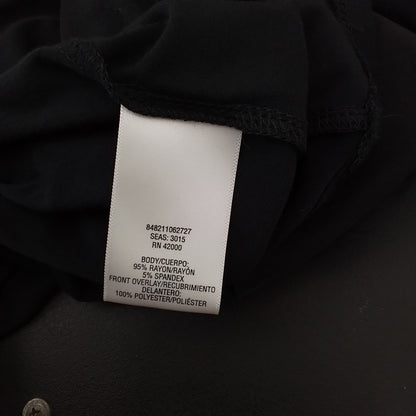 848211062727
SEAS: 3015
RN 42000
BODY/CUERPO:
95% RAYON/RAYÓN
5% SPANDEX
FRONT OVERLAY/RECUBRIMIENTO
DELANTERO:
100% POLYESTER/POLIÉSTER